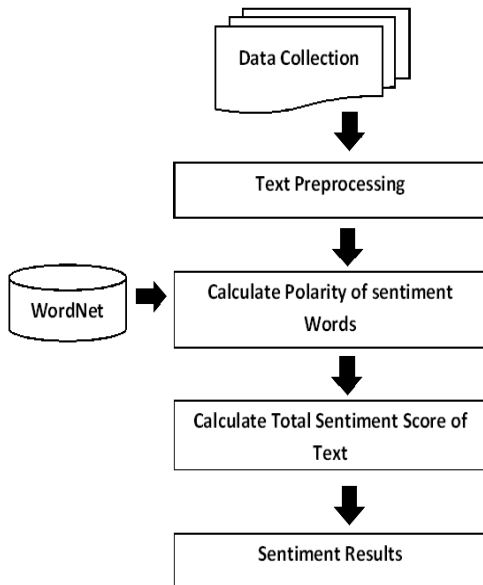 Data Collection
Text Preprocessing
WordNet
Calculate Polarity of sentiment
Words
Calculate Total Sentiment Score of
Text
Sentiment Results